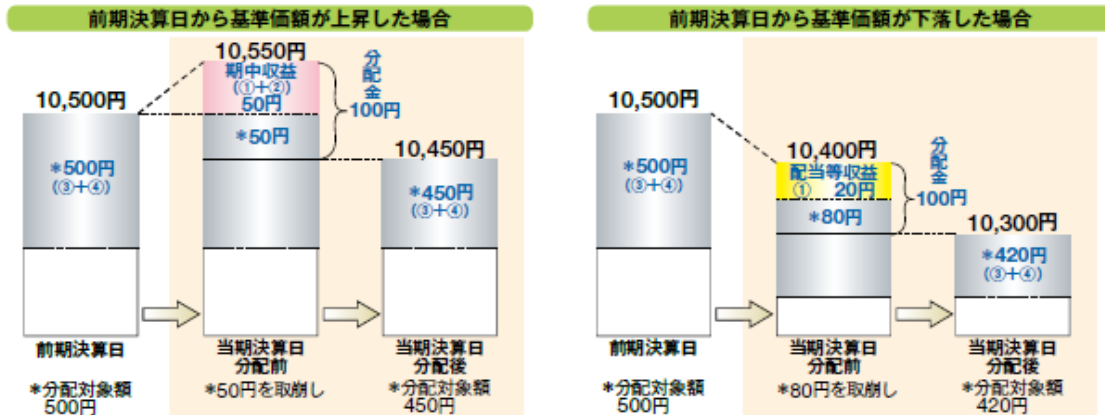 前期決算日から基準価額が上昇した場合
10,500円
*500円
(③+④)
前期決算日
*分配対象額
500円
10,550円
期中収益
(①+②)
50円
*50円
分配金
100円
当期決算日
分配前
*50円を取崩し
10,450円
*450円
(③+④)
当期決算日
分配後
*分配対象額
450円
前期決算日から基準価額が下落した場合
10,500円
*500円
(③+④)
前期決算日
*分配対象額
500円
10,400円
配当等収益
① 20円
*80円
分配金
100円
当期決算日
分配前
*80円を取崩し
10,300円
*420円
(③+④)
当期決算日
分配後
*分配対象額
420円